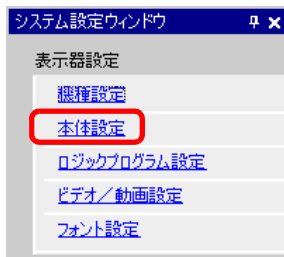 システム設定ウィンドウ
表示器設定
機種設定
本体設定
ロジックプログラム設定
ビデオ／動画設定
フォント設定